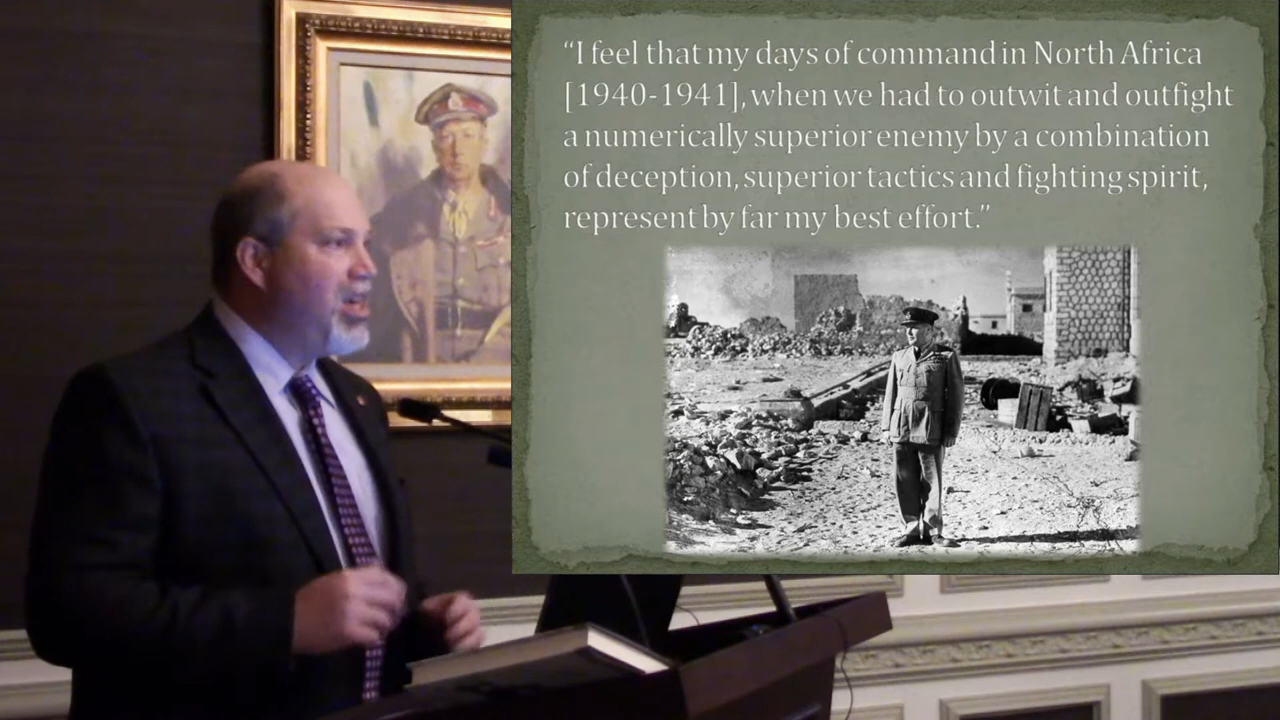 “I feel that my days of command in North Africa
[1940-1941], when we had to outwit and outfight
a numerically superior enemy by a combination
of deception, superior tactics and fighting spirit,
represent by far my best effort.”